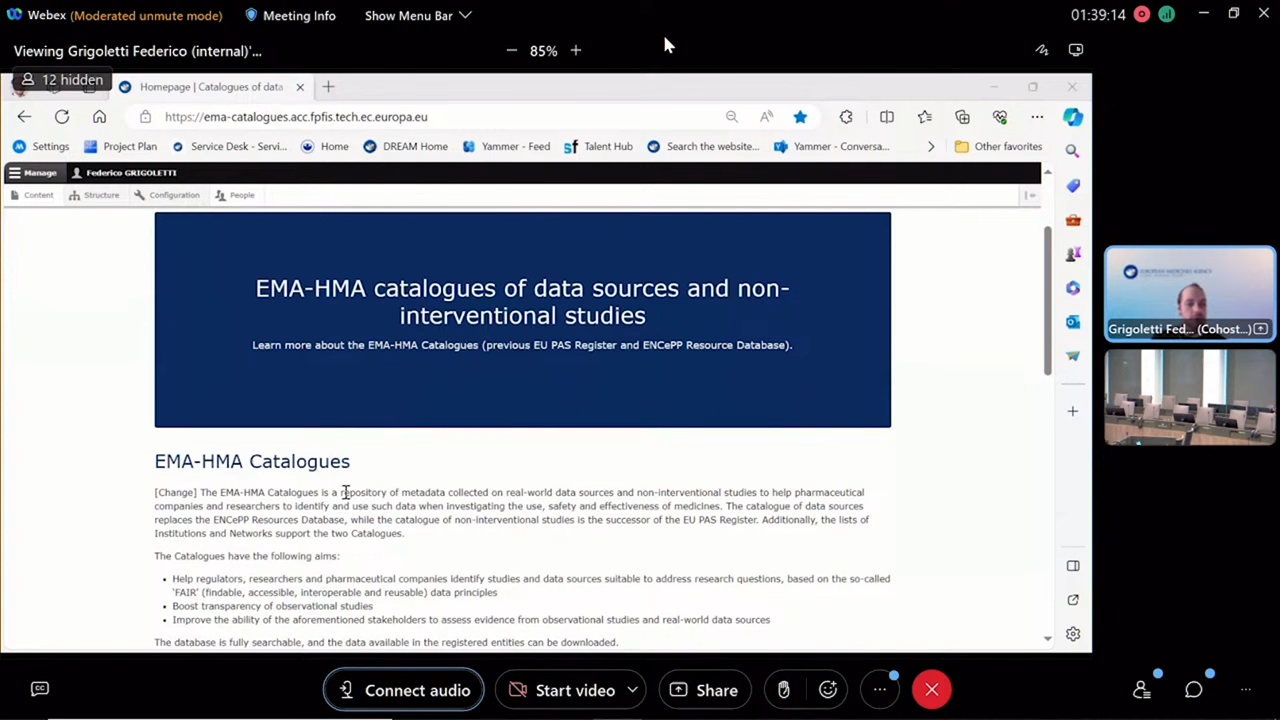 Webex (Moderated unmute mode) Meeting Info Show Menu Bar 01:39:14
Viewing Grigoletti Federico (internal)'... 85%
12 hidden
Homepage | Catalogues of data
https://ema-catalogues.acc.fpfis.tech.ec.europa.eu
Settings Project Plan Service Desk - Servi... Home DREAM Home Yammer - Feed Talent Hub Search the website... Yammer - Conversa... Other favorites
Manage Federico GRIGOLETTI
Content Structure Configuration People
EMA-HMA catalogues of data sources and non-
interventional studies
Learn more about the EMA-HMA Catalogues (previous EU PAS Register and ENCePP Resource Database).
EMA-HMA Catalogues
[Change] The EMA-HMA Catalogues is a repository of metadata collected on real-world data sources and non-interventional studies to help pharmaceutical
companies and researchers to identify and use such data when investigating the use, safety and effectiveness of medicines. The catalogue of data sources
replaces the ENCePP Resources Database, while the catalogue of non-interventional studies is the successor of the EU PAS Register. Additionally, the lists of
Institutions and Networks support the two Catalogues.
The Catalogues have the following aims:
Help regulators, researchers and pharmaceutical companies identify studies and data sources suitable to address research questions, based on the so-called
'FAIR' (findable, accessible, interoperable and reusable) data principles
Boost transparency of observational studies
Improve the ability of the aforementioned stakeholders to assess evidence from observational studies and real-world data sources
The database is fully searchable, and the data available in the registered entities can be downloaded.
EUROPEAN MEDICINES AGENCY
Grigoletti Fed... (Cohost...)
Connect audio Start video Share